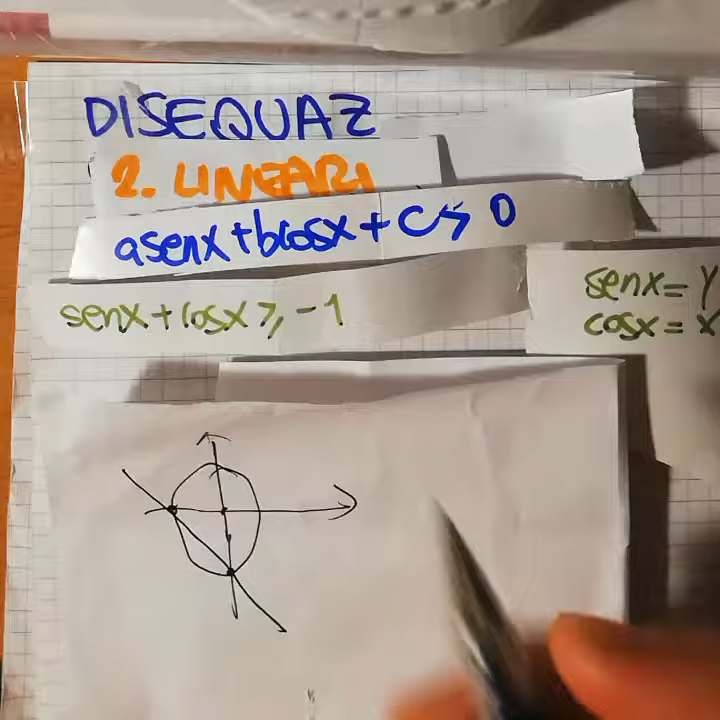 DISEQUAZ
2. LINEARI
asenx+bcosx+c≶0
senx+cosx≥-1
senx=Y
cosx=X